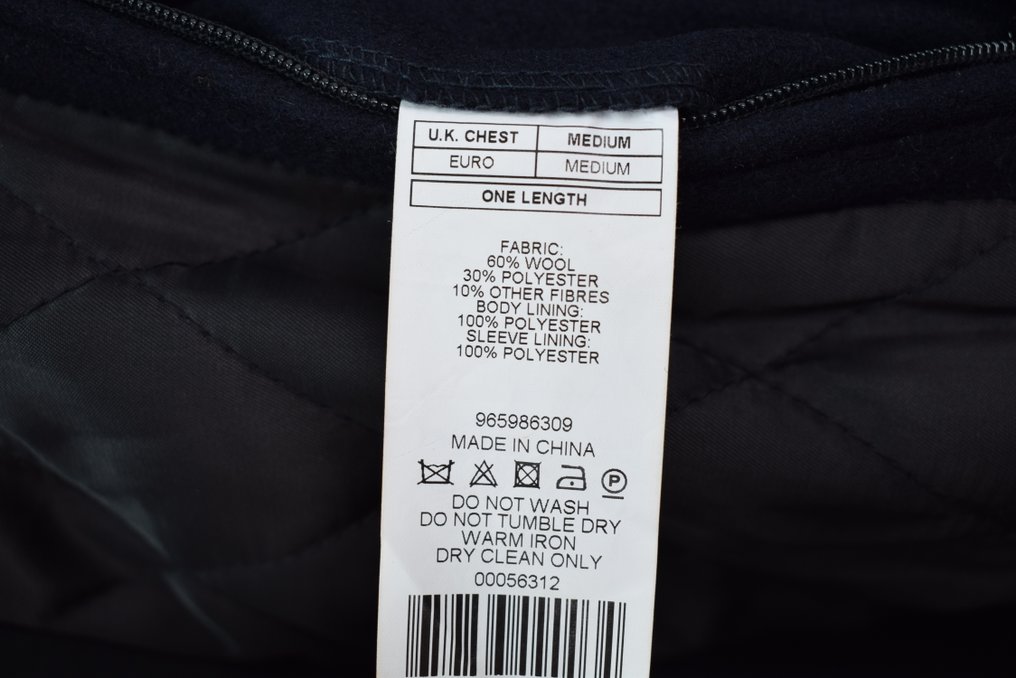 U.K. CHEST MEDIUM
EURO MEDIUM
ONE LENGTH
FABRIC:
60% WOOL
30% POLYESTER
10% OTHER FIBRES
BODY LINING:
100% POLYESTER
SLEEVE LINING:
100% POLYESTER
965986309
MADE IN CHINA
P
DO NOT WASH
DO NOT TUMBLE DRY
WARM IRON
DRY CLEAN ONLY
00056312